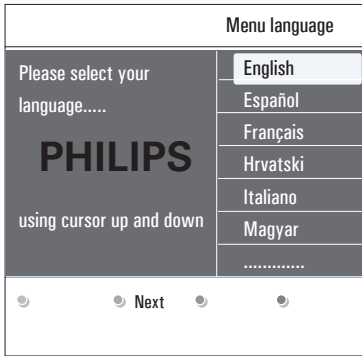 Menu language
Please select your
language.....
PHILIPS
using cursor up and down
English
Español
Français
Hrvatski
Italiano
Magyar
.............
Next